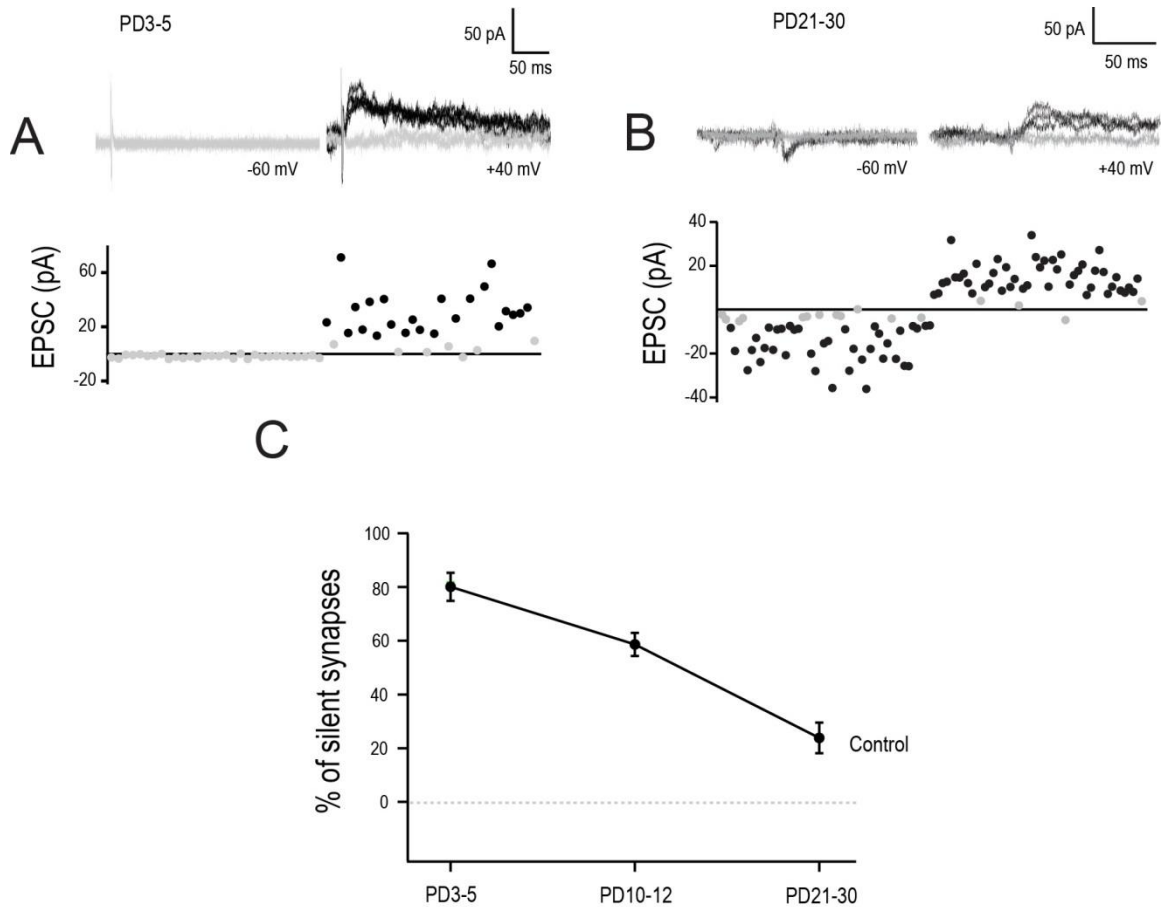 PD3-5
50 pA
50 ms
A
-60 mV
+40 mV
EPSC (pA)
60
20
-20
PD21-30
50 pA
50 ms
B
-60 mV
+40 mV
EPSC (pA)
40
20
-20
-40
C
% of silent synapses
100
80
60
40
20
0
Control
PD3-5
PD10-12
PD21-30